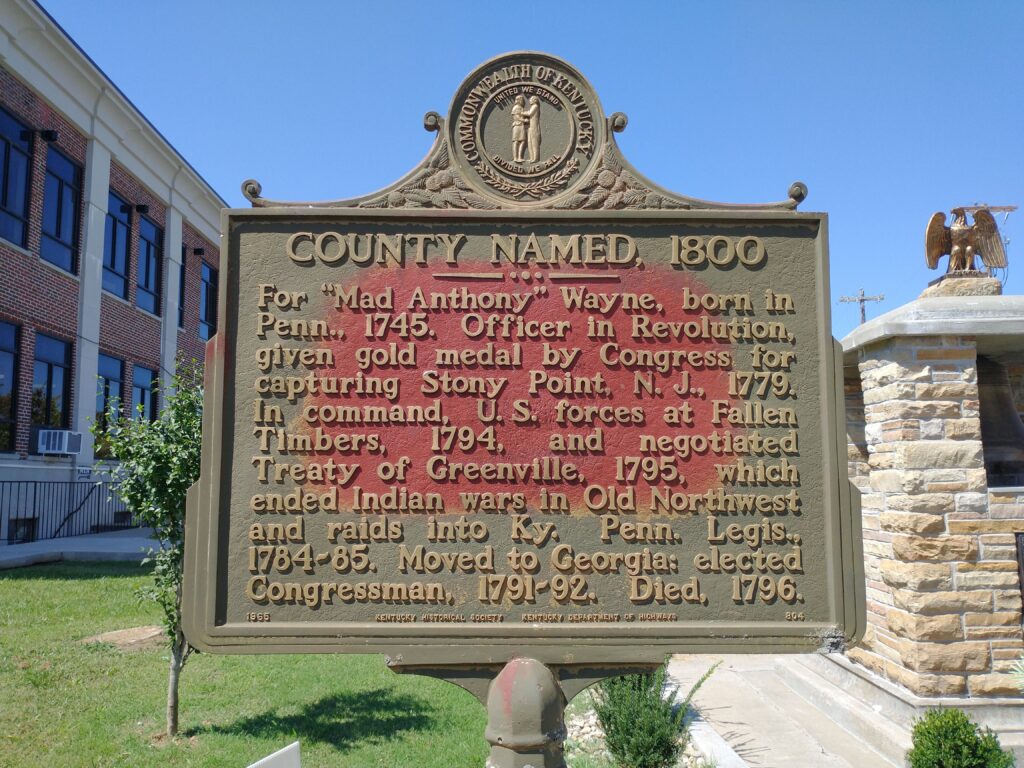 COMMONWEALTH OF KENTUCKY
UNITED WE STAND
DIVIDED WE FALL
COUNTY NAMED, 1800
For "Mad Anthony" Wayne, born in
Penn., 1745. Officer in Revolution,
given gold medal by Congress for
capturing Stony Point, N. J., 1779.
In command, U. S. forces at Fallen
Timbers, 1794, and negotiated
Treaty of Greenville, 1795, which
ended Indian wars in Old Northwest
and raids into Ky. Penn. Legis.,
1784-85. Moved to Georgia; elected
Congressman, 1791-92. Died, 1796.
1965 KENTUCKY HISTORICAL SOCIETY KENTUCKY DEPARTMENT OF HIGHWAYS 804